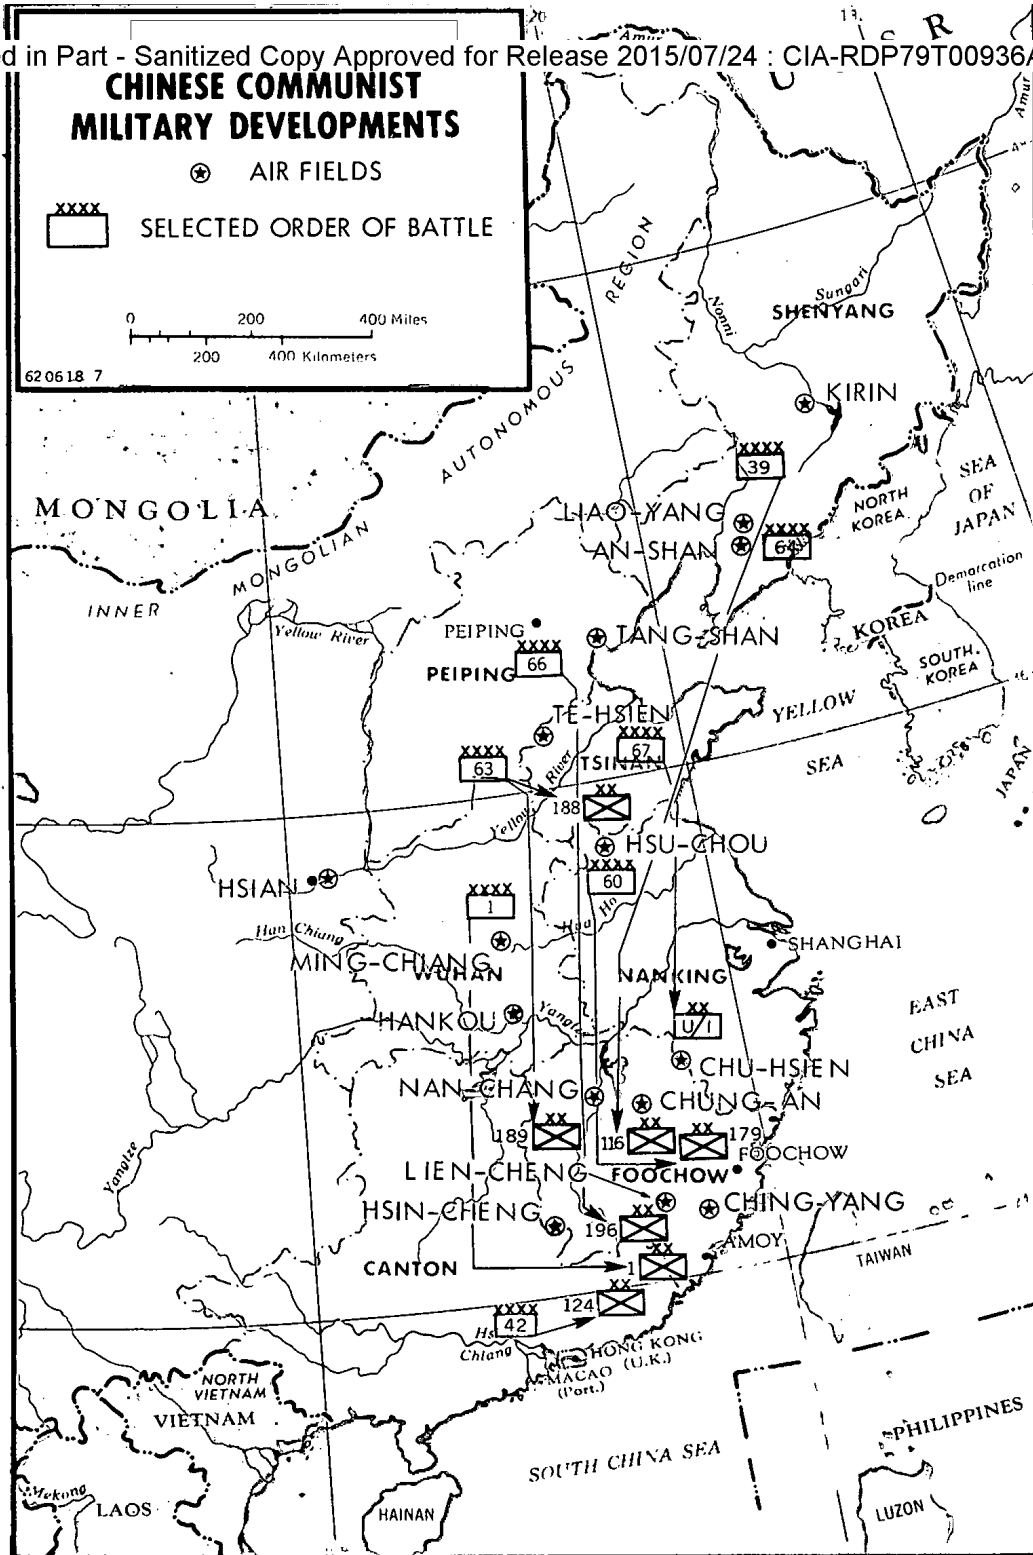 d in Part - Sanitized Copy Approved for Release 2015/07/24 : CIA-RDP79T00936A
CHINESE COMMUNIST
MILITARY DEVELOPMENTS
AIR FIELDS
XXXX
SELECTED ORDER OF BATTLE
0 200 400 Miles
200 400 Kilometers
620618 7
U S R
Amur
Amur
REGION
Nonni
Sungari
SHENYANG
KIRIN
AUTONOMOUS
XXXX
39
SEA
OF
JAPAN
MONGOLIA
LIAO-YANG
NORTH
KOREA
AN-SHAN
XXXX
64
MONGOLIAN
INNER
Demarcation
line
Yellow River
PEIPING
TANG-SHAN
KOREA
XXXX
66
PEIPING
SOUTH
KOREA
YELLOW
SEA
TE-HSIEN
XXXX
67
TSINAN
XXXX
63
River
JAPAN
XX
188
Yellow
HSU-CHOU
HSIAN
XXXX
60
XXXX
1
Han Chiang
MING-CHIANG
WUHAN
NANKING
SHANGHAI
HANKOU
Yangtze
XX
U/I
EAST
CHINA
SEA
CHU-HSIEN
NAN-CHANG
CHUNG-AN
XX
189
XX
116
XX
179
FOOCHOW
Yangtze
LIEN-CHENG
FOOCHOW
HSIN-CHENG
CHING-YANG
XX
196
AMOY
TAIWAN
CANTON
XX
1
XX
124
XXXX
42
Chiang
HONG KONG
(U.K.)
MACAO
(Port.)
NORTH
VIETNAM
VIETNAM
PHILIPPINES
SOUTH CHINA SEA
Mekong
LAOS
HAINAN
LUZON